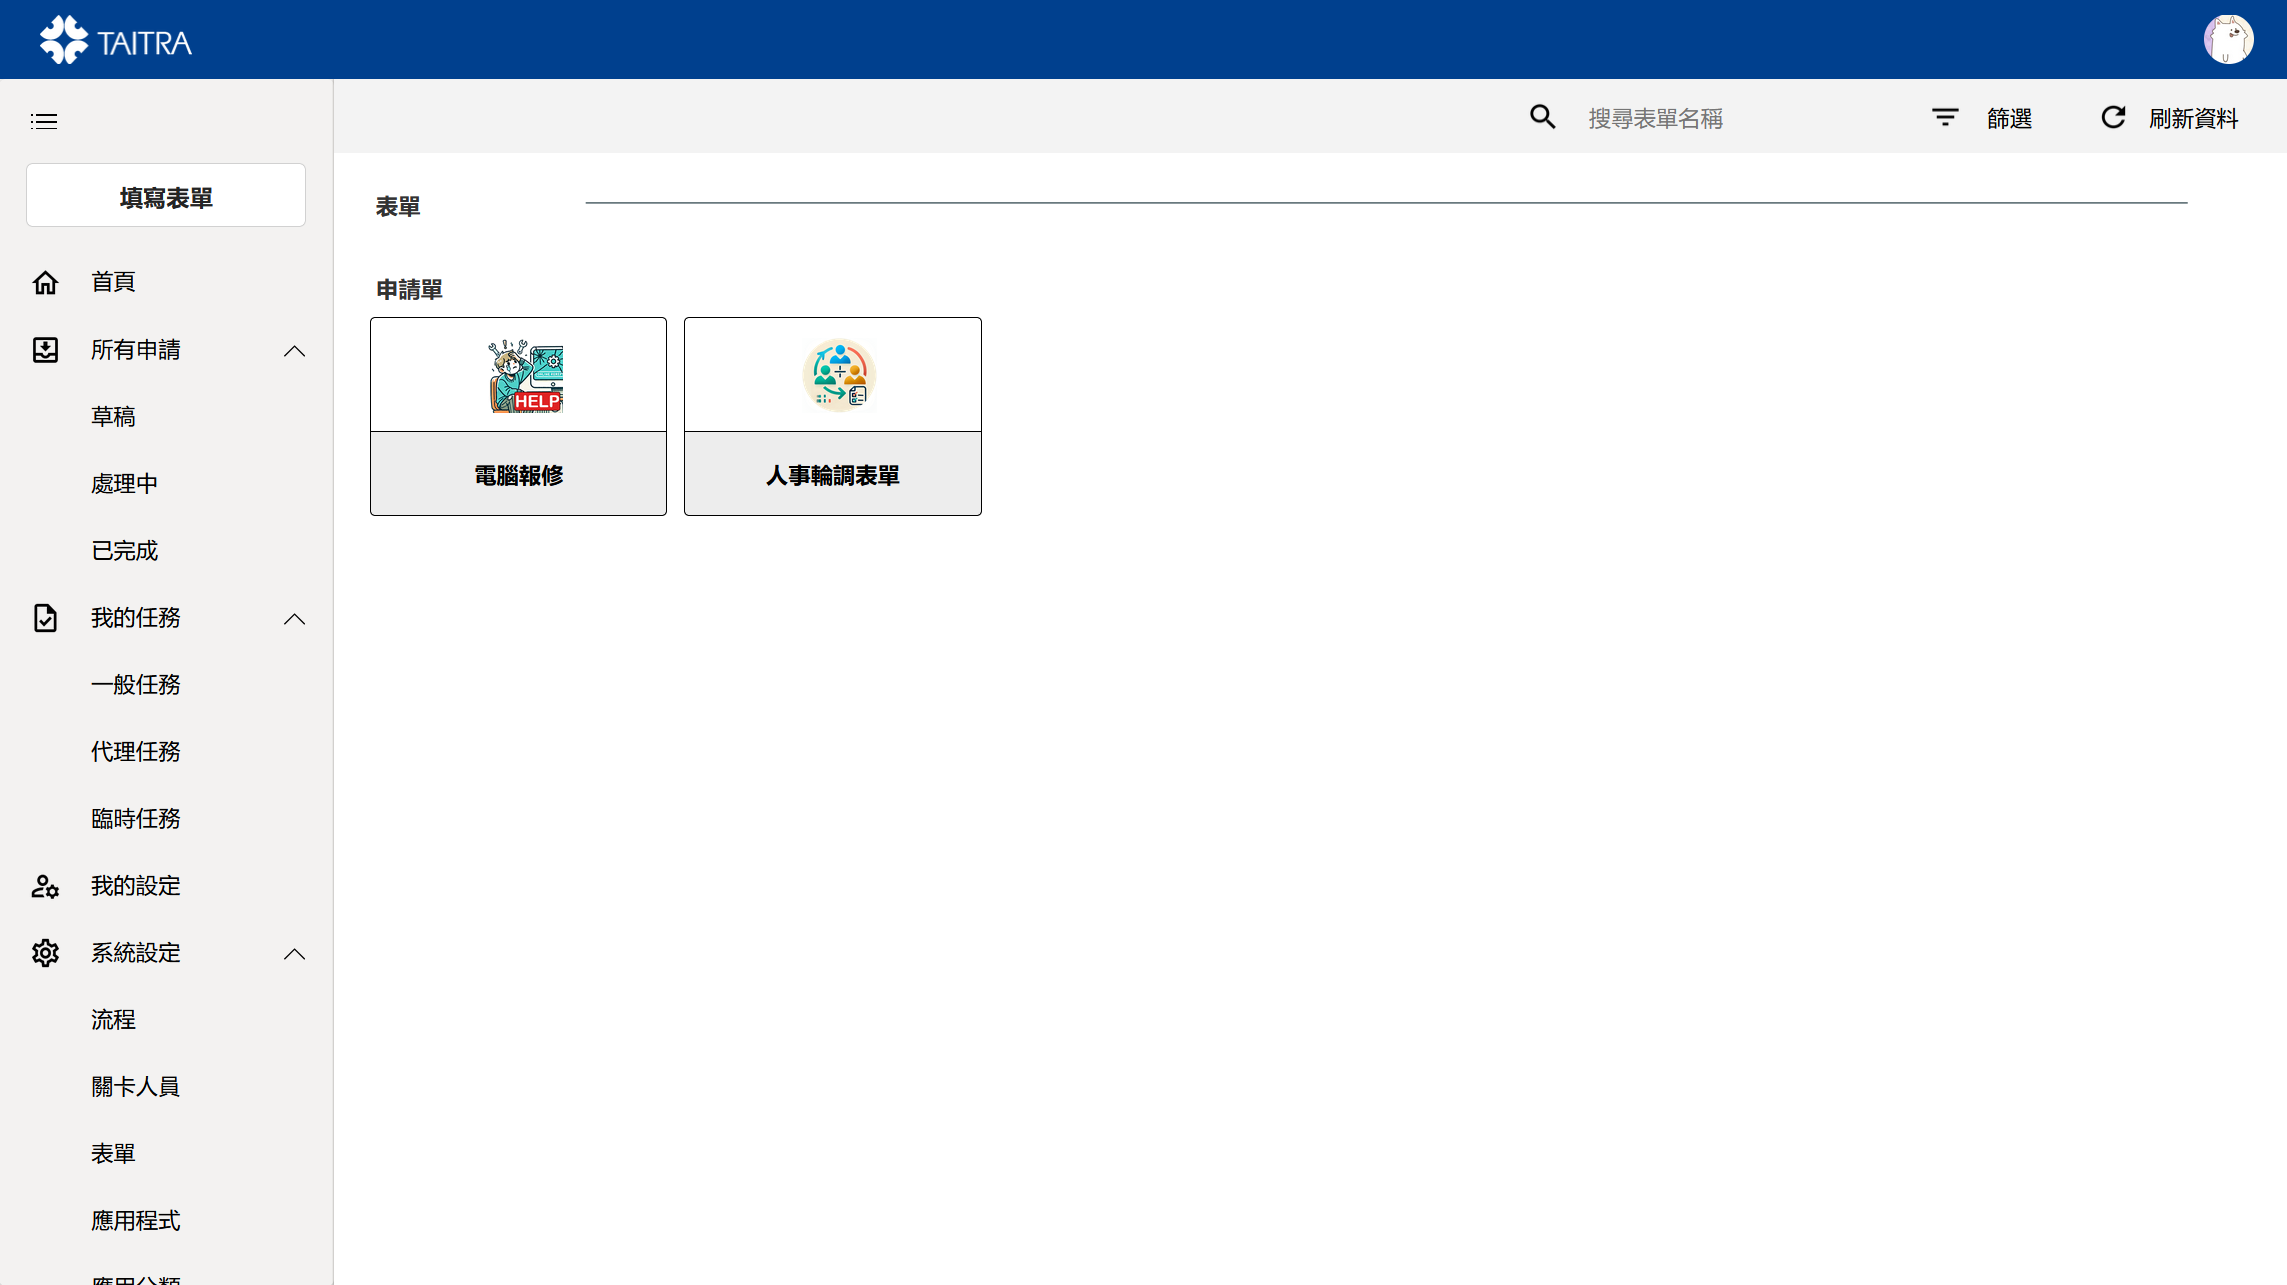 TAITRA
搜尋表單名稱
篩選
刷新資料
填寫表單
首頁
所有申請
草稿
處理中
已完成
我的任務
一般任務
代理任務
臨時任務
我的設定
系統設定
流程
關卡人員
表單
應用程式
應用分類
表單
申請單
HELP
電腦報修
人事輪調表單